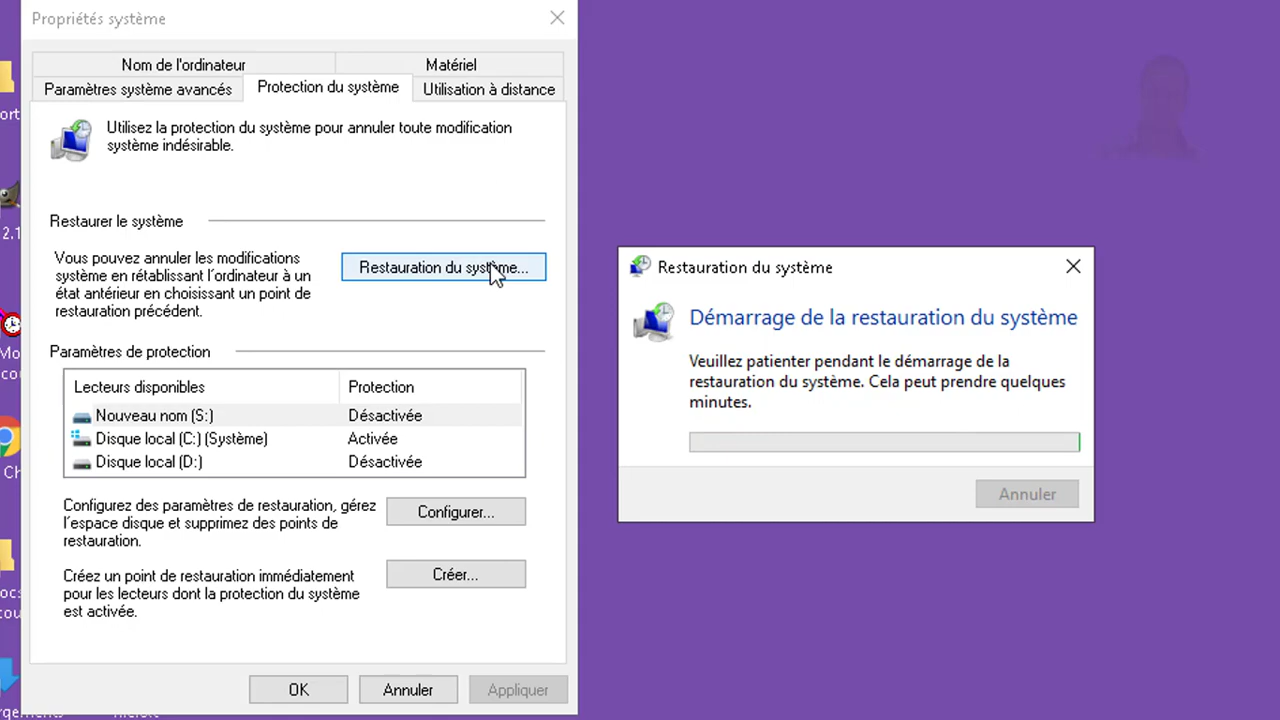 Propriétés système
Nom de l'ordinateur
Matériel
Paramètres système avancés
Protection du système
Utilisation à distance
Utilisez la protection du système pour annuler toute modification
système indésirable.
Restaurer le système
Vous pouvez annuler les modifications
système en rétablissant l'ordinateur à un
état antérieur en choisissant un point de
restauration précédent.
Restauration du système...
Paramètres de protection
Lecteurs disponibles
Protection
Nouveau nom (S:)
Désactivée
Disque local (C:) (Système)
Activée
Disque local (D:)
Désactivée
Configurez des paramètres de restauration, gérez
l'espace disque et supprimez des points de
restauration.
Configurer...
Créez un point de restauration immédiatement
pour les lecteurs dont la protection du système
est activée.
Créer...
OK
Annuler
Appliquer
Restauration du système
Démarrage de la restauration du système
Veuillez patienter pendant le démarrage de la
restauration du système. Cela peut prendre quelques
minutes.
Annuler
2.1